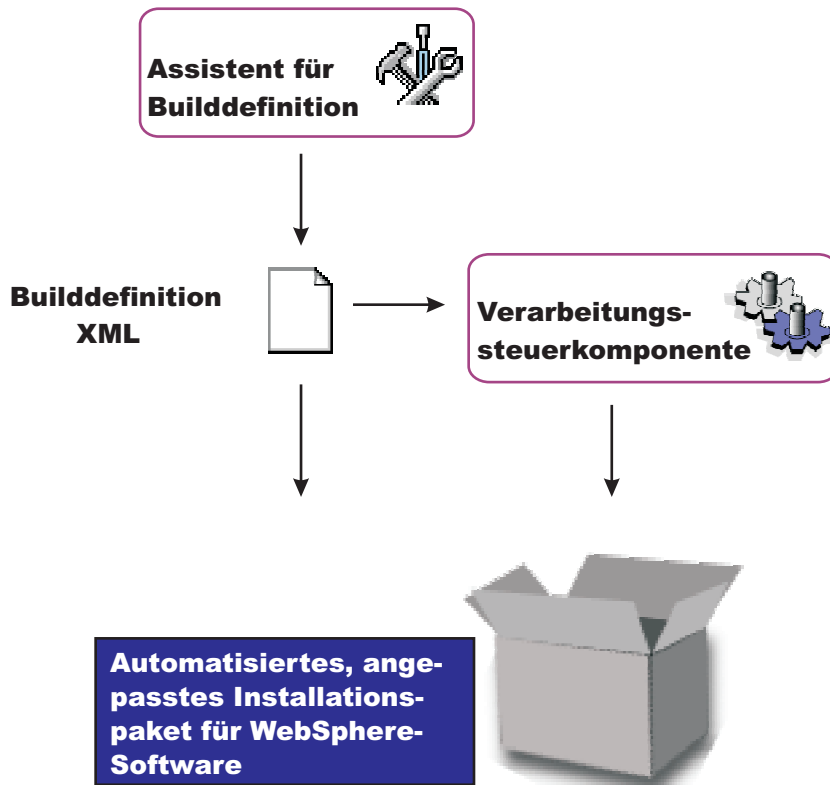 Assistent für
Builddefinition
Builddefinition
XML
Verarbeitungs-
steuerkomponente
Automatisiertes, ange-
passtes Installations-
paket für WebSphere-
Software